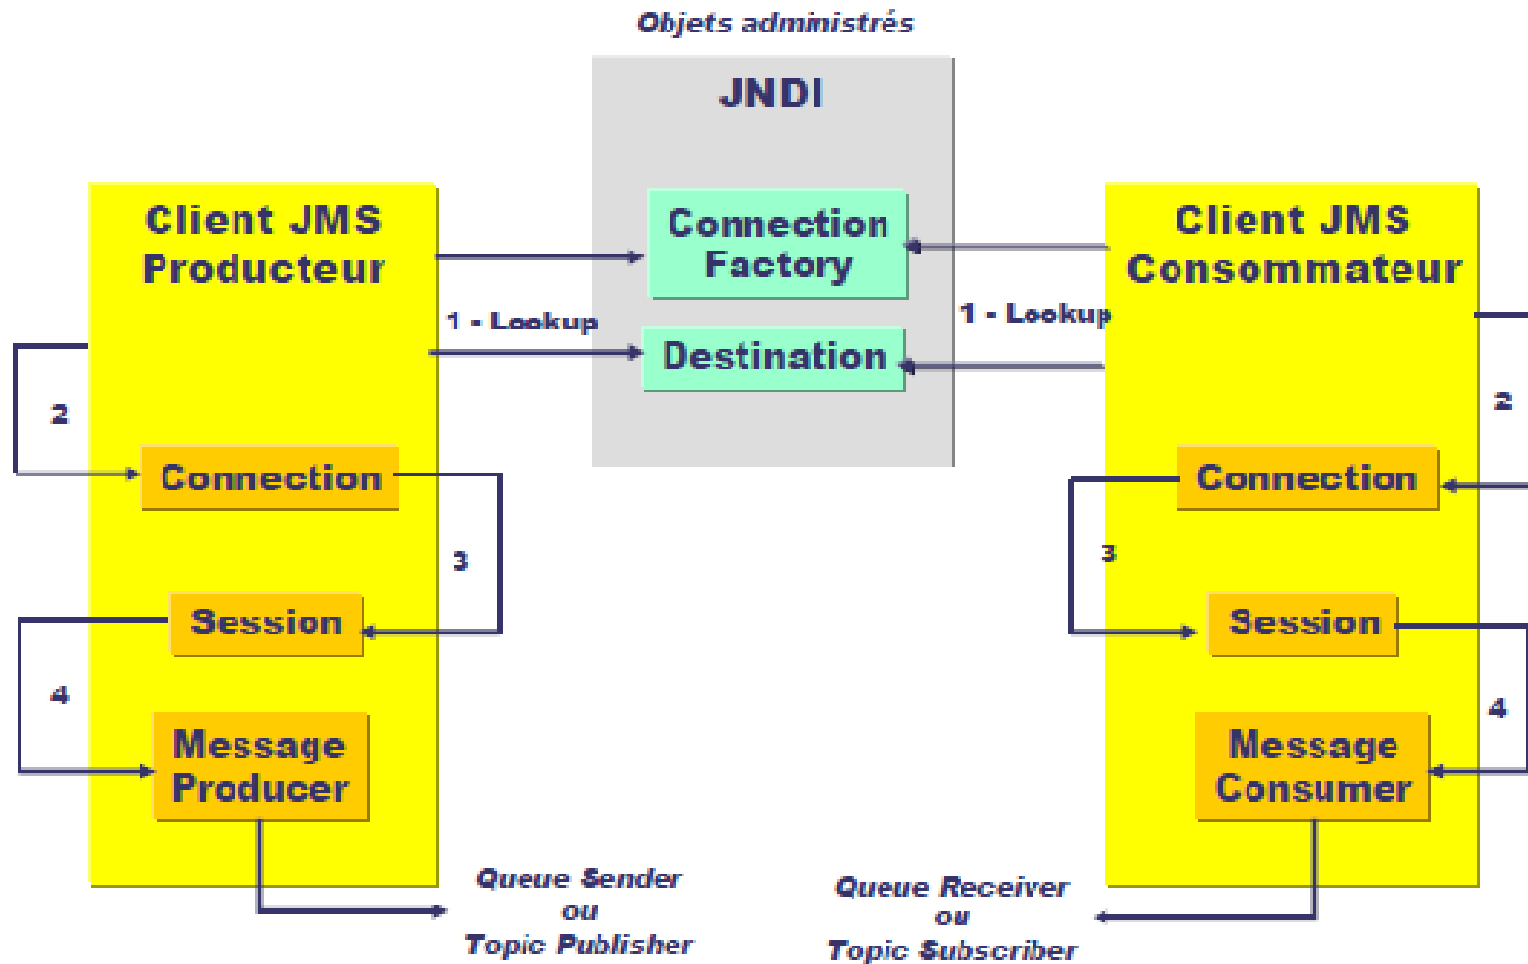 Objets administrés
JNDI
Client JMS
Producteur
Connection
Factory
Client JMS
Consommateur
1 - Lookup
1 - Lookup
Destination
2
2
Connection
Connection
3
3
Session
Session
4
4
Message
Producer
Message
Consumer
Queue Sender
ou
Topic Publisher
Queue Receiver
ou
Topic Subscriber